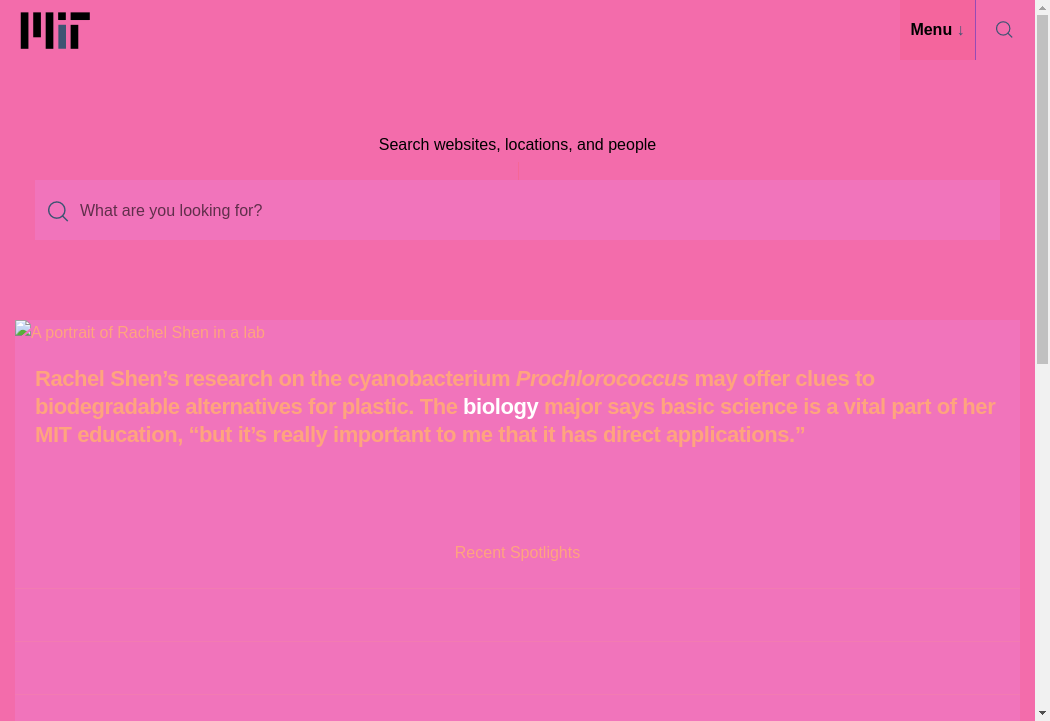 MIT
Menu ↓
Search websites, locations, and people
What are you looking for?
A portrait of Rachel Shen in a lab
Rachel Shen’s research on the cyanobacterium Prochlorococcus may offer clues to
biodegradable alternatives for plastic. The biology major says basic science is a vital part of her
MIT education, “but it’s really important to me that it has direct applications.”
Recent Spotlights